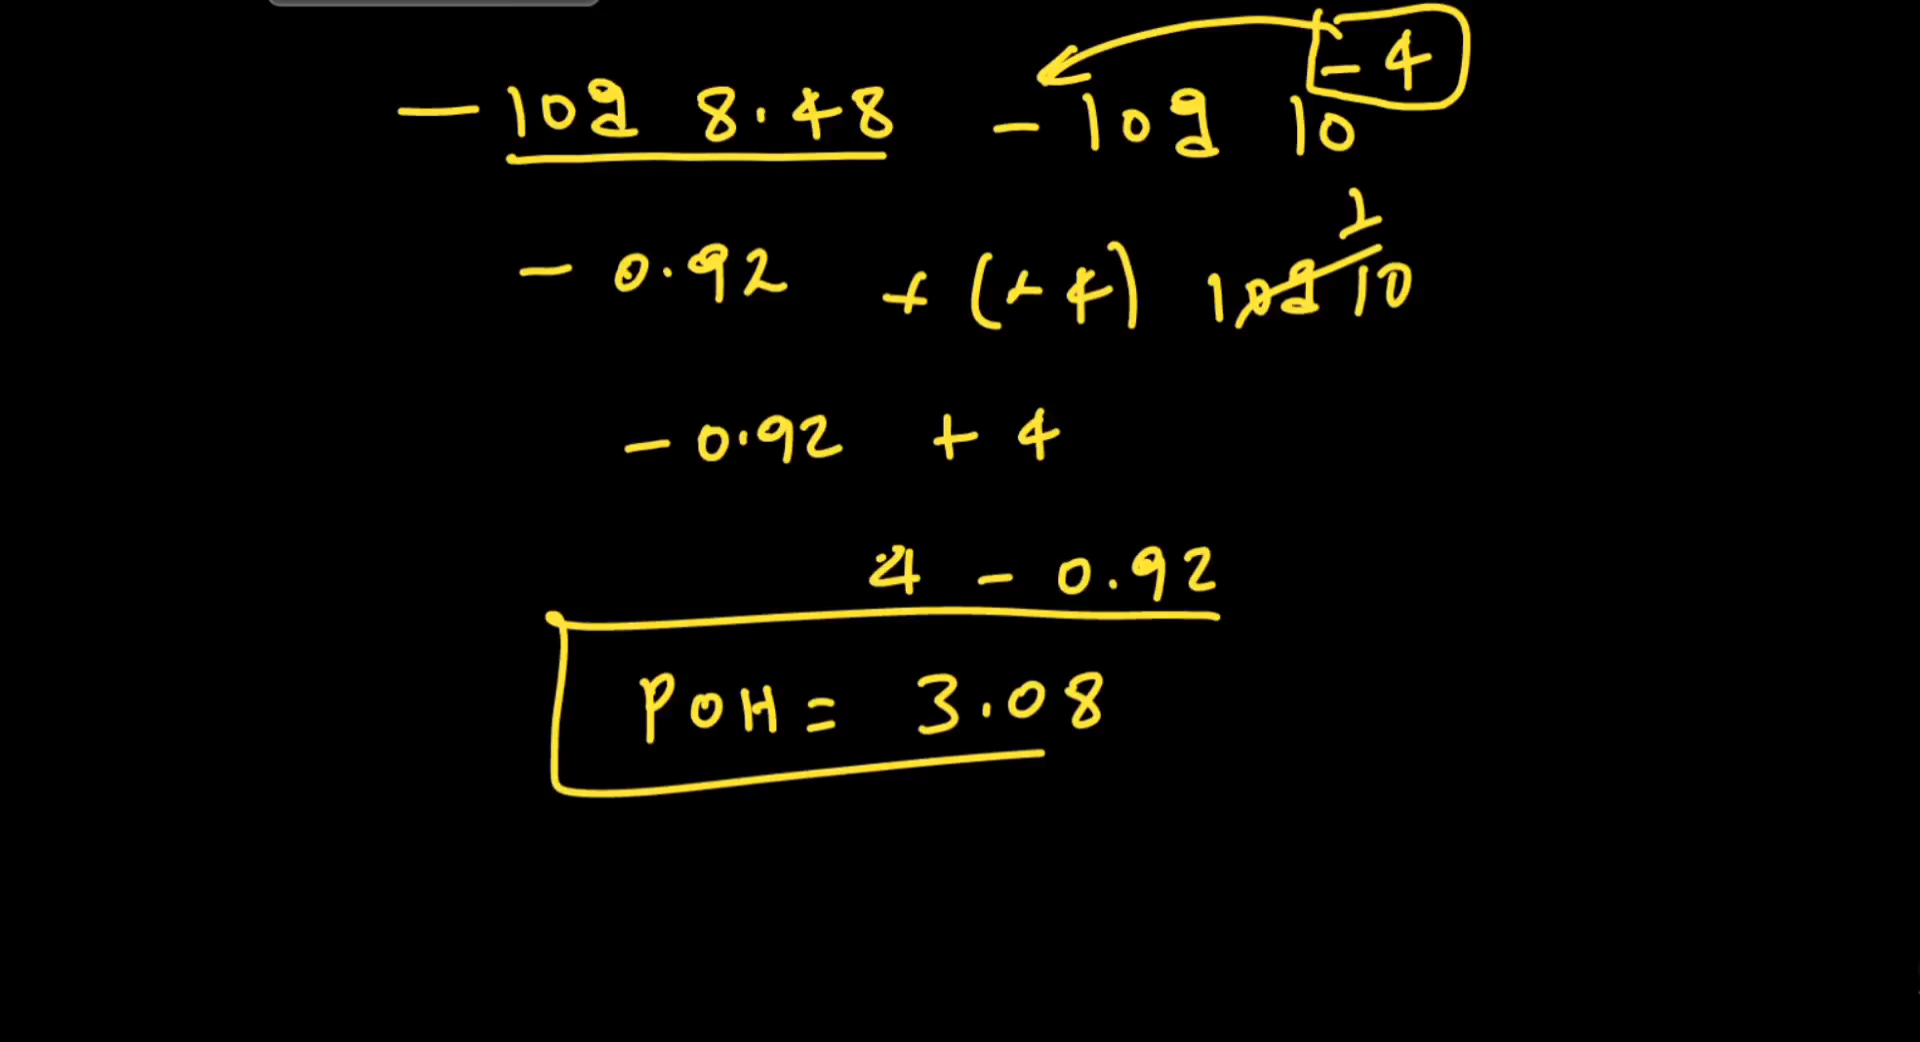 - log 8.48 - log 10⁻⁴
- 0.92 + (+4) log 10 1
- 0.92 + 4
4 - 0.92
POH = 3.08